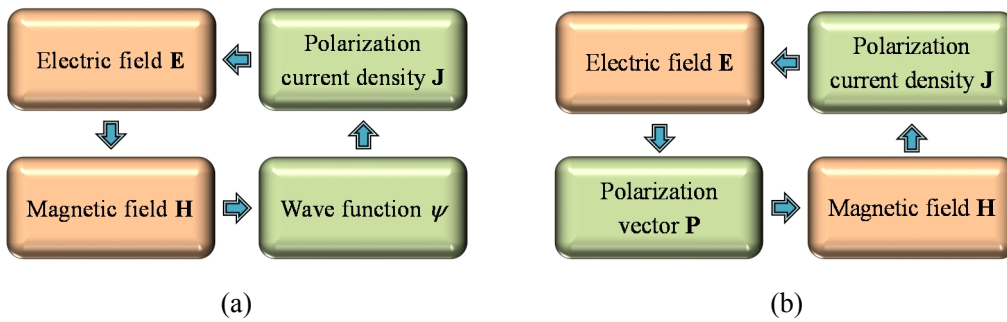 Electric field E
Polarization
current density J
Magnetic field H
Wave function ψ
(a)
Electric field E
Polarization
current density J
Polarization
vector P
Magnetic field H
(b)